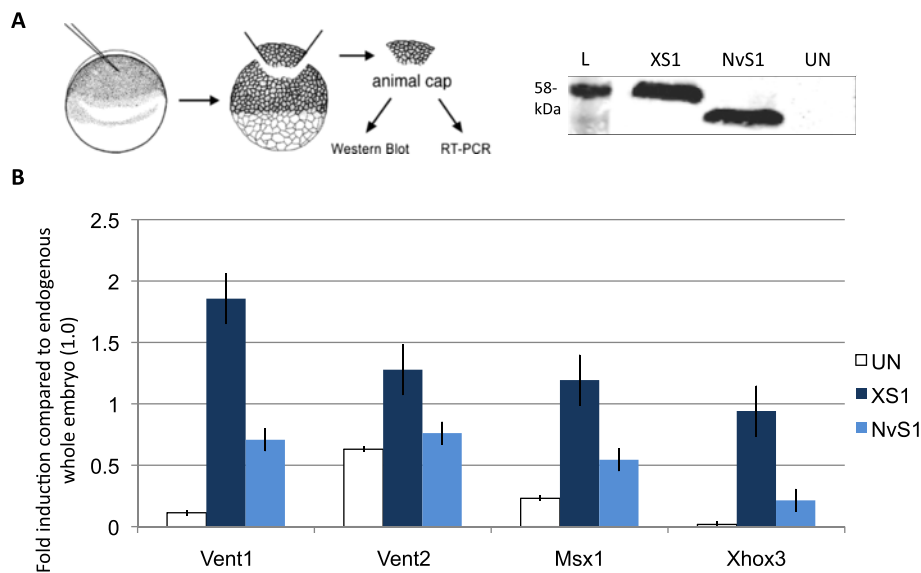 A
animal cap
Western Blot
RT-PCR
L
XS1
NvS1
UN
58-
kDa
B
Fold induction compared to endogenous
whole embryo (1.0)
2.5
2
1.5
1
0.5
0
Vent1
Vent2
Msx1
Xhox3
UN
XS1
NvS1